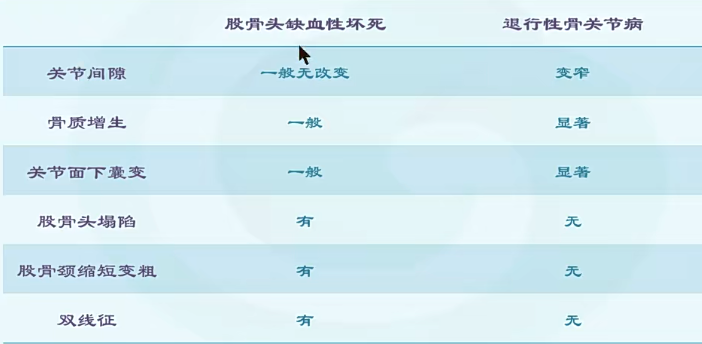 股骨头缺血性坏死 退行性骨关节病
关节间隙 一般无改变 变窄
骨质增生 一般 显著
关节面下囊变 一般 显著
股骨头塌陷 有 无
股骨颈缩短变粗 有 无
双线征 有 无